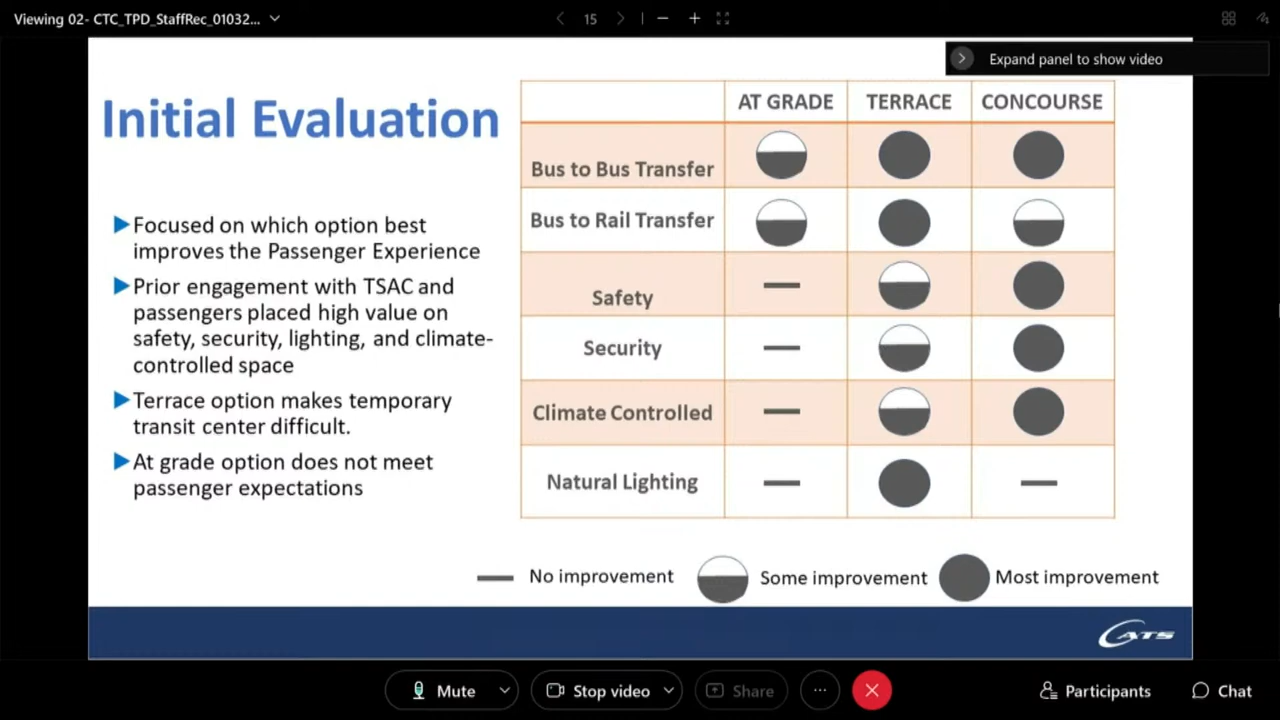 Viewing 02- CTC_TPD_StaffRec_01032...
15
Expand panel to show video
Initial Evaluation
Focused on which option best
improves the Passenger Experience
Prior engagement with TSAC and
passengers placed high value on
safety, security, lighting, and climate-
controlled space
Terrace option makes temporary
transit center difficult.
At grade option does not meet
passenger expectations
AT GRADE TERRACE CONCOURSE
Bus to Bus Transfer
Bus to Rail Transfer
Safety
Security
Climate Controlled
Natural Lighting
No improvement Some improvement Most improvement
CATS
Mute Stop video Share Participants Chat